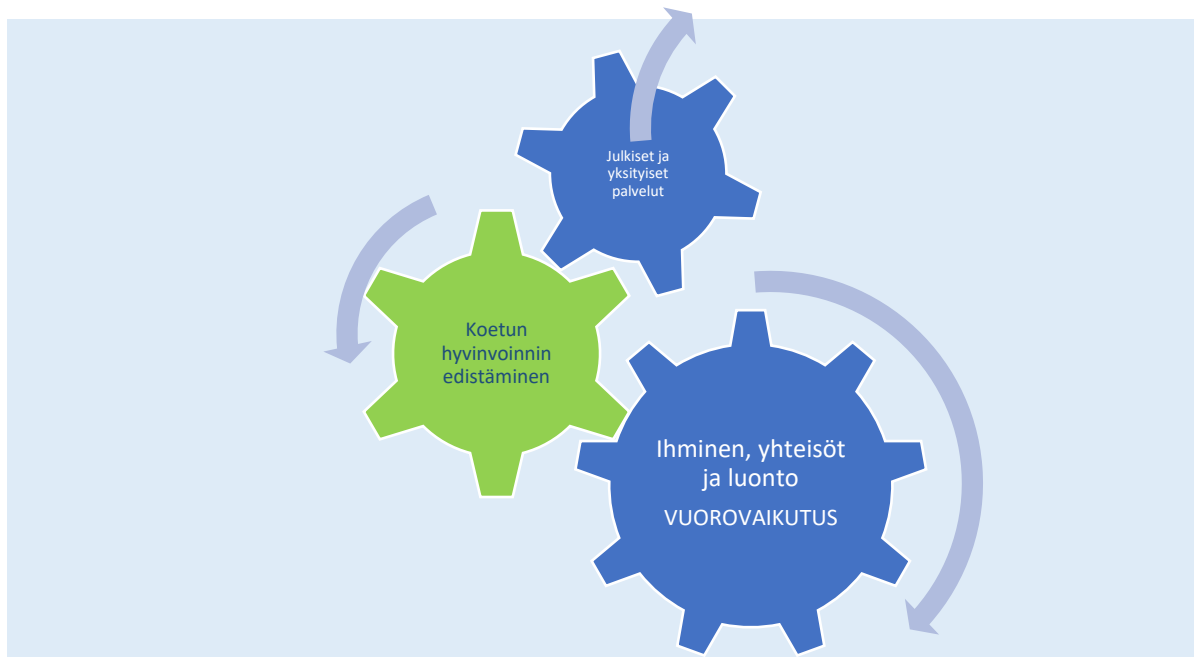 Julkiset ja
yksityiset
palvelut
Koetun
hyvinvoinnin
edistäminen
Ihminen, yhteisöt
ja luonto
VUOROVAIKUTUS